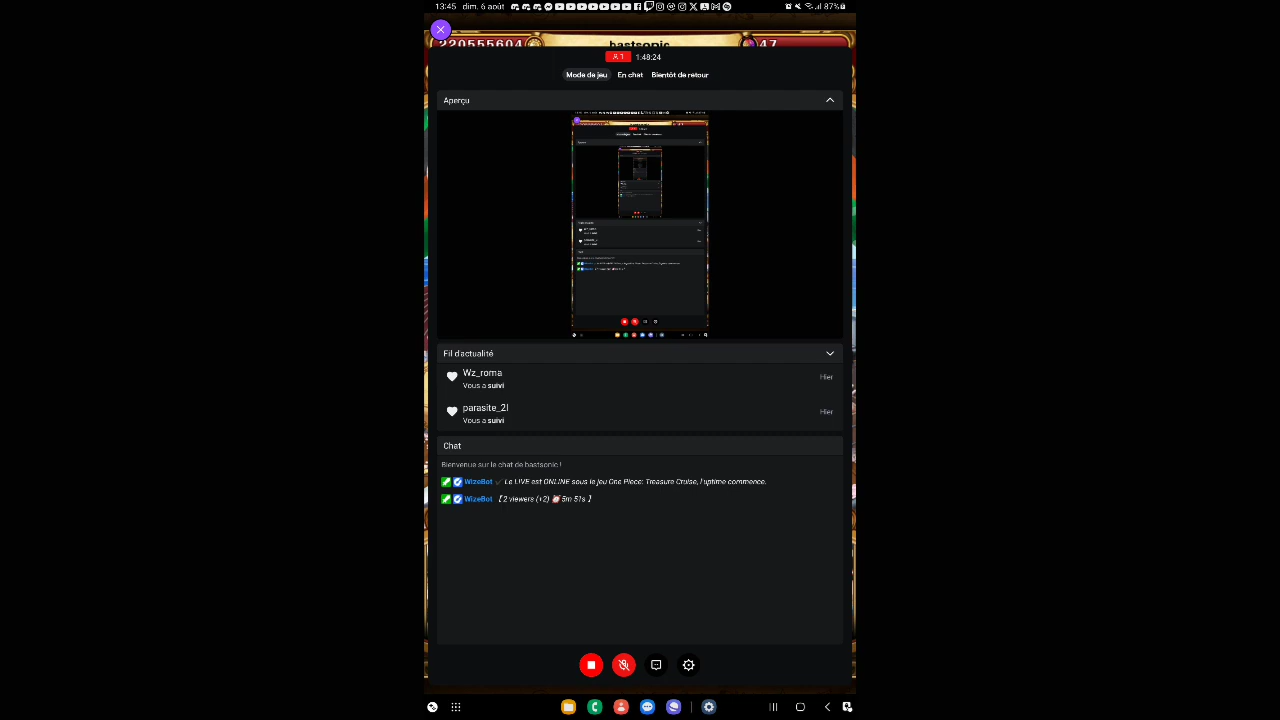 13:45 dim. 6 août 87%
220555604 bastsonic 47
1 1:48:24
Mode de jeu En chat Bientôt de retour
Aperçu
Fil d'actualité
Wz_roma
Vous a suivi
Hier
parasite_2l
Vous a suivi
Hier
Chat
Bienvenue sur le chat de bastsonic !
WizeBot ✔ Le LIVE est ONLINE sous le jeu One Piece: Treasure Cruise, l'uptime commence.
WizeBot 【 2 viewers (+2) ⏰ 5m 51s 】